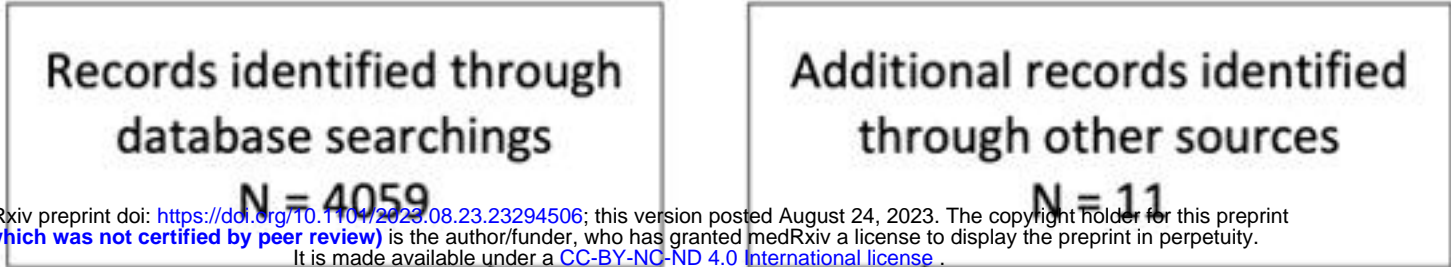 Records identified through
database searchings
N = 4059
Additional records identified
through other sources
N = 11
Rxiv preprint doi: https://doi.org/10.1101/2023.08.23.23294506; this version posted August 24, 2023. The copyright holder for this preprint
which was not certified by peer review) is the author/funder, who has granted medRxiv a license to display the preprint in perpetuity.
It is made available under a CC-BY-NC-ND 4.0 International license .